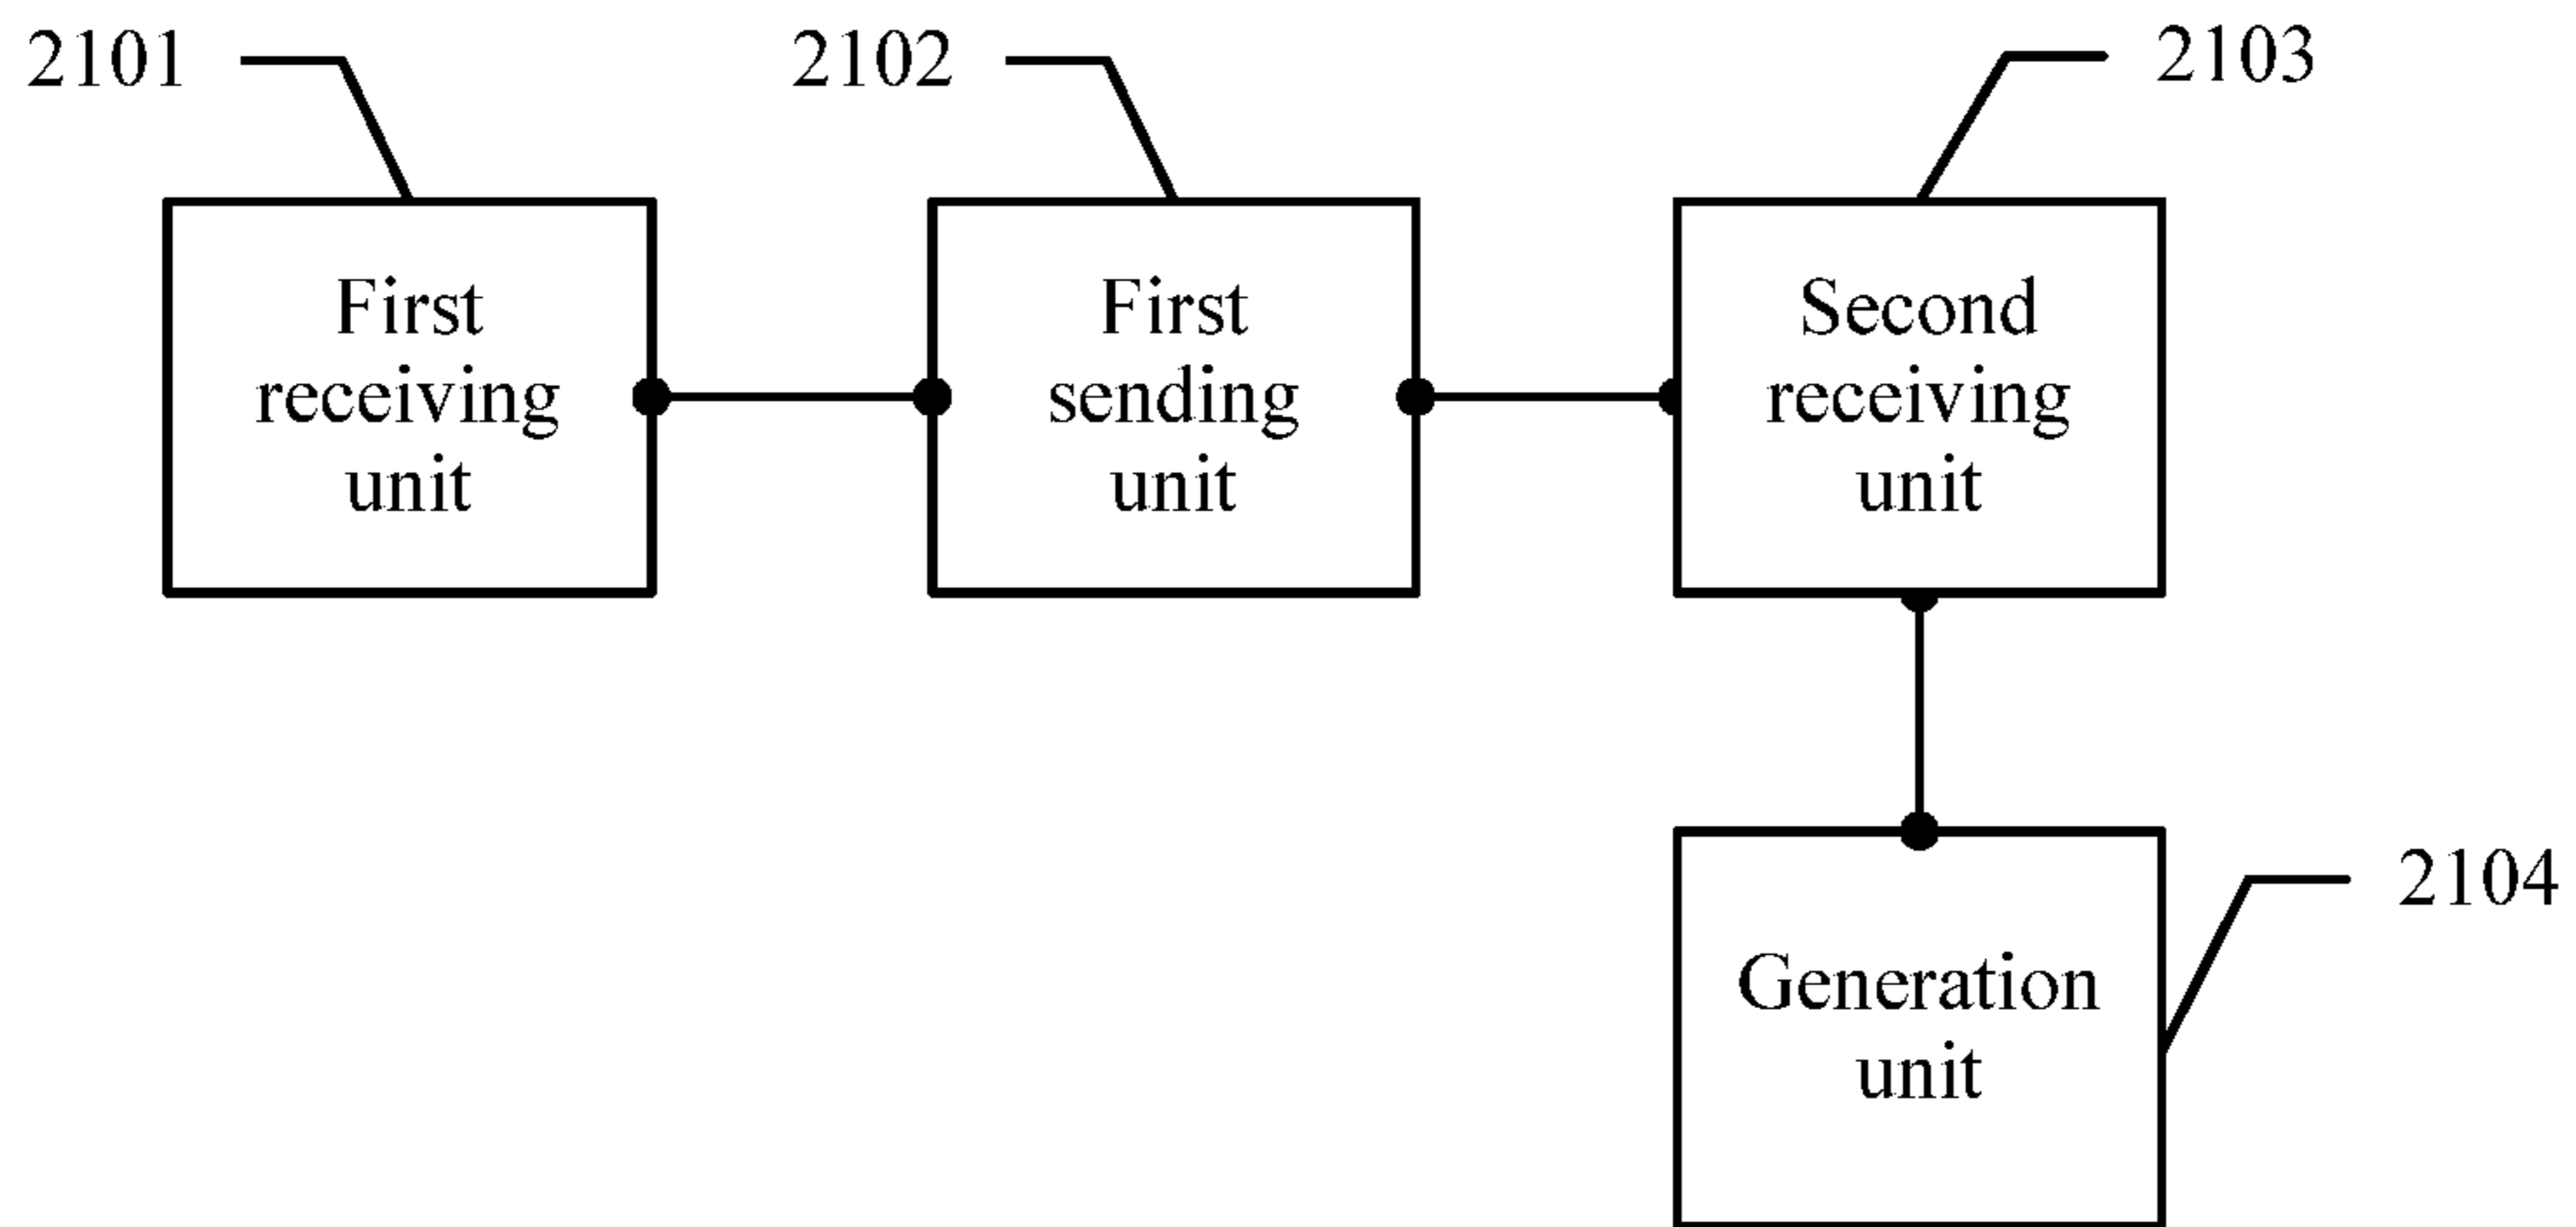 2101
2102
2103
First
receiving
unit
First
sending
unit
Second
receiving
unit
2104
Generation
unit